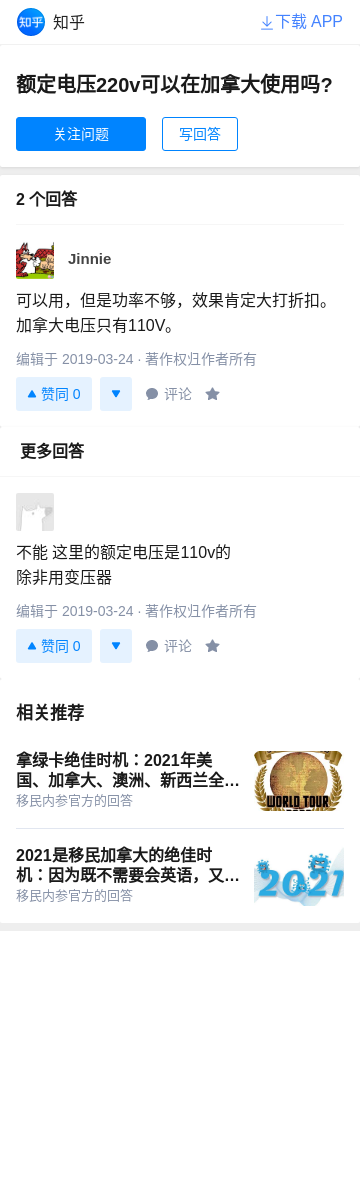 知乎 知乎 下载 APP
额定电压220v可以在加拿大使用吗?
关注问题 写回答
2 个回答
Jinnie
可以用，但是功率不够，效果肯定大打折扣。
加拿大电压只有110V。
编辑于 2019-03-24 · 著作权归作者所有
赞同 0 评论
更多回答
不能 这里的额定电压是110v的
除非用变压器
编辑于 2019-03-24 · 著作权归作者所有
赞同 0 评论
相关推荐
拿绿卡绝佳时机：2021年美
国、加拿大、澳洲、新西兰全…
移民内参官方的回答
WORLD TOUR
2021是移民加拿大的绝佳时
机：因为既不需要会英语，又…
移民内参官方的回答
2021